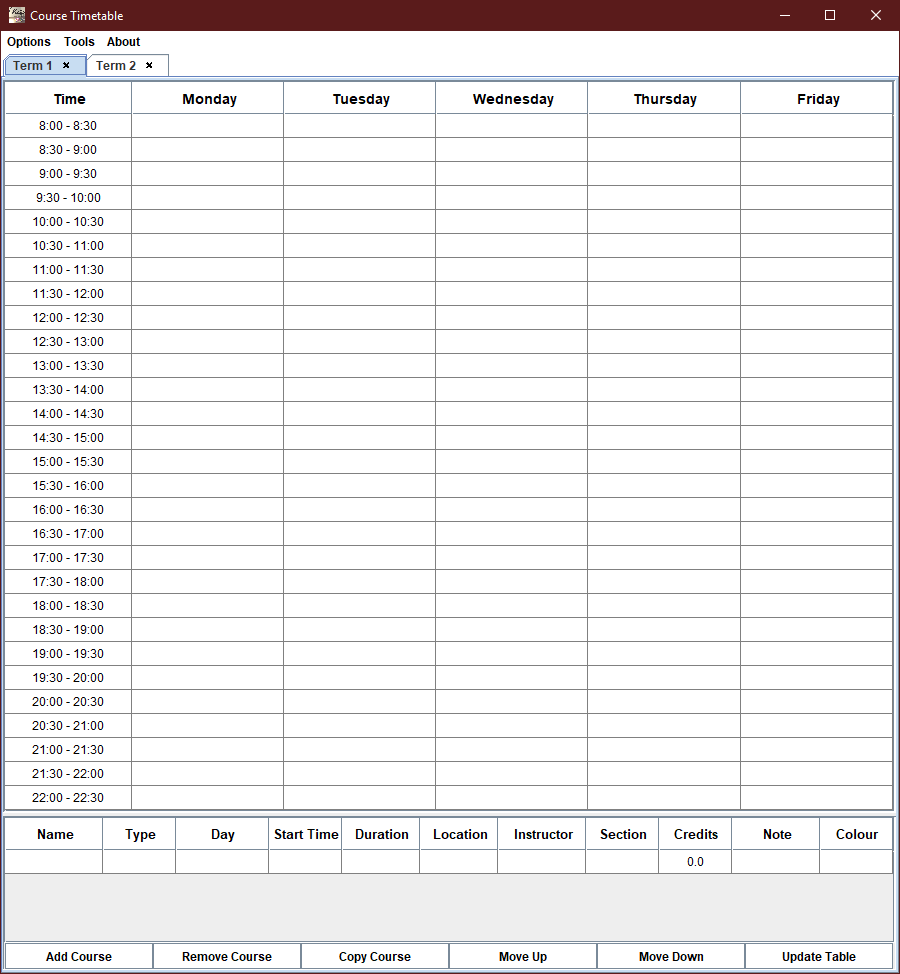 Course Timetable
Options Tools About
Term 1 × Term 2 ×
Time Monday Tuesday Wednesday Thursday Friday
8:00 - 8:30
8:30 - 9:00
9:00 - 9:30
9:30 - 10:00
10:00 - 10:30
10:30 - 11:00
11:00 - 11:30
11:30 - 12:00
12:00 - 12:30
12:30 - 13:00
13:00 - 13:30
13:30 - 14:00
14:00 - 14:30
14:30 - 15:00
15:00 - 15:30
15:30 - 16:00
16:00 - 16:30
16:30 - 17:00
17:00 - 17:30
17:30 - 18:00
18:00 - 18:30
18:30 - 19:00
19:00 - 19:30
19:30 - 20:00
20:00 - 20:30
20:30 - 21:00
21:00 - 21:30
21:30 - 22:00
22:00 - 22:30
Name Type Day Start Time Duration Location Instructor Section Credits Note Colour
0.0
Add Course Remove Course Copy Course Move Up Move Down Update Table